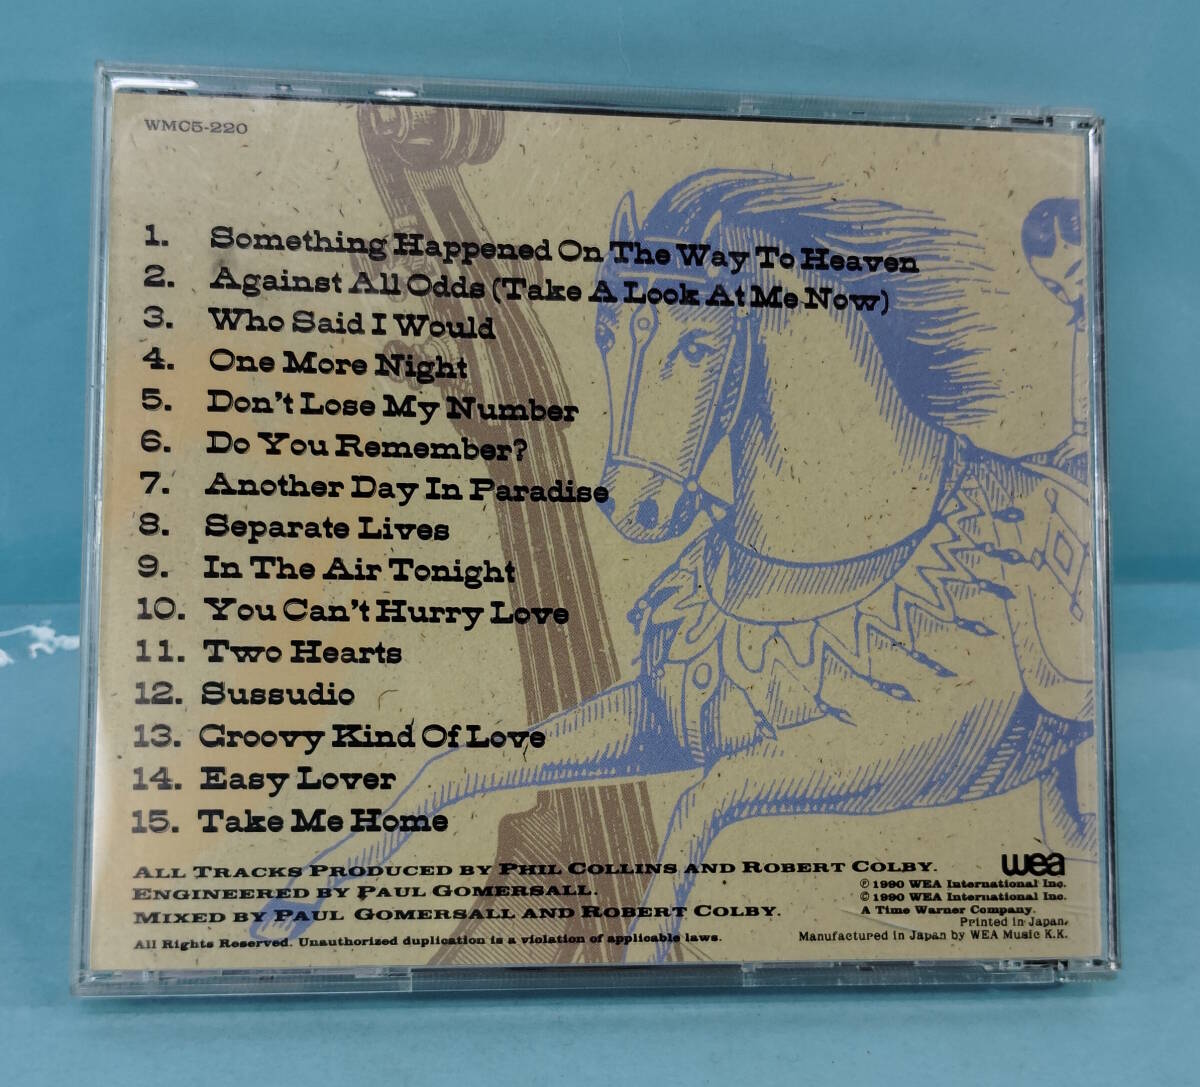 WMC5-220
1. Something Happened On The Way To Heaven
2. Against All Odds (Take A Look At Me Now)
3. Who Said I Would
4. One More Night
5. Don't Lose My Number
6. Do You Remember?
7. Another Day In Paradise
8. Separate Lives
9. In The Air Tonight
10. You Can't Hurry Love
11. Two Hearts
12. Sussudio
13. Groovy Kind Of Love
14. Easy Lover
15. Take Me Home
All Tracks Produced by Phil Collins and Robert Colby.
Engineered by Paul Gomersall.
Mixed by Paul Gomersall and Robert Colby.
All Rights Reserved. Unauthorized duplication is a violation of applicable laws.
wea
℗ 1990 WEA International Inc.
© 1990 WEA International Inc.
A Time Warner Company.
Printed in Japan.
Manufactured in Japan by WEA Music K.K.